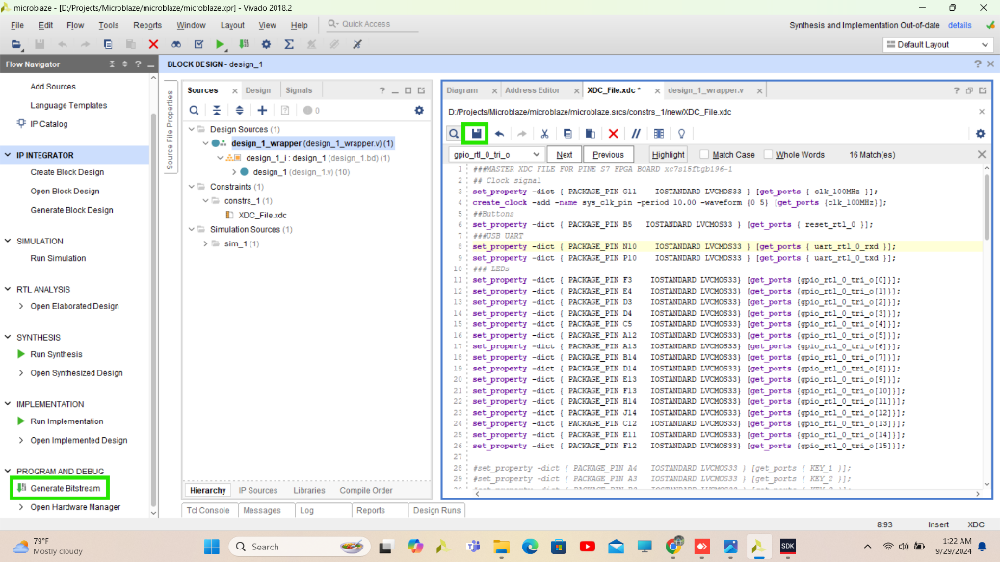 microblaze - [D:/Projects/Microblaze/microblaze/microblaze.xpr] - Vivado 2018.2
File Edit Flow Tools Reports Window Layout View Help Quick Access
Synthesis and Implementation Out-of-date details
Default Layout
Flow Navigator
BLOCK DESIGN - design_1
Add Sources
Language Templates
IP Catalog
IP INTEGRATOR
Create Block Design
Open Block Design
Generate Block Design
SIMULATION
Run Simulation
RTL ANALYSIS
Open Elaborated Design
SYNTHESIS
Run Synthesis
Open Synthesized Design
IMPLEMENTATION
Run Implementation
Open Implemented Design
PROGRAM AND DEBUG
Generate Bitstream
Open Hardware Manager
Source File Properties
Sources Design Signals
0
Design Sources (1)
design_1_wrapper (design_1_wrapper.v) (1)
design_1_i : design_1 (design_1.bd) (1)
design_1 (design_1.v) (10)
Constraints (1)
constrs_1 (1)
XDC_File.xdc
Simulation Sources (1)
sim_1 (1)
Hierarchy IP Sources Libraries Compile Order
Tcl Console Messages Log Reports Design Runs
Diagram Address Editor XDC_File.xdc * design_1_wrapper.v
D:/Projects/Microblaze/microblaze/microblaze.srcs/constrs_1/new/XDC_File.xdc
gpio_rtl_0_tri_o Next Previous Highlight Match Case Whole Words 16 Match(es)
1 ###MASTER XDC FILE FOR PINE S7 FPGA BOARD xc7s15ftgb196-1
2 ## Clock signal
3 set_property -dict { PACKAGE_PIN G11 IOSTANDARD LVCMOS33 } [get_ports { clk_100MHz }];
4 create_clock -add -name sys_clk_pin -period 10.00 -waveform {0 5} [get_ports {clk_100MHz}];
5 ##Buttons
6 set_property -dict { PACKAGE_PIN B5 IOSTANDARD LVCMOS33 } [get_ports { reset_rtl_0 }];
7 ###USB UART
8 set_property -dict { PACKAGE_PIN N10 IOSTANDARD LVCMOS33 } [get_ports { uart_rtl_0_rxd }];
9 set_property -dict { PACKAGE_PIN P10 IOSTANDARD LVCMOS33 } [get_ports { uart_rtl_0_txd }];
10 ### LEDs
11 set_property -dict { PACKAGE_PIN F3 IOSTANDARD LVCMOS33} [get_ports {gpio_rtl_0_tri_o[0]}];
12 set_property -dict { PACKAGE_PIN E4 IOSTANDARD LVCMOS33} [get_ports {gpio_rtl_0_tri_o[1]}];
13 set_property -dict { PACKAGE_PIN D3 IOSTANDARD LVCMOS33} [get_ports {gpio_rtl_0_tri_o[2]}];
14 set_property -dict { PACKAGE_PIN D4 IOSTANDARD LVCMOS33} [get_ports {gpio_rtl_0_tri_o[3]}];
15 set_property -dict { PACKAGE_PIN C5 IOSTANDARD LVCMOS33} [get_ports {gpio_rtl_0_tri_o[4]}];
16 set_property -dict { PACKAGE_PIN A12 IOSTANDARD LVCMOS33} [get_ports {gpio_rtl_0_tri_o[5]}];
17 set_property -dict { PACKAGE_PIN A13 IOSTANDARD LVCMOS33} [get_ports {gpio_rtl_0_tri_o[6]}];
18 set_property -dict { PACKAGE_PIN B14 IOSTANDARD LVCMOS33} [get_ports {gpio_rtl_0_tri_o[7]}];
19 set_property -dict { PACKAGE_PIN D14 IOSTANDARD LVCMOS33} [get_ports {gpio_rtl_0_tri_o[8]}];
20 set_property -dict { PACKAGE_PIN E13 IOSTANDARD LVCMOS33} [get_ports {gpio_rtl_0_tri_o[9]}];
21 set_property -dict { PACKAGE_PIN F13 IOSTANDARD LVCMOS33} [get_ports {gpio_rtl_0_tri_o[10]}];
22 set_property -dict { PACKAGE_PIN H14 IOSTANDARD LVCMOS33} [get_ports {gpio_rtl_0_tri_o[11]}];
23 set_property -dict { PACKAGE_PIN J14 IOSTANDARD LVCMOS33} [get_ports {gpio_rtl_0_tri_o[12]}];
24 set_property -dict { PACKAGE_PIN C12 IOSTANDARD LVCMOS33} [get_ports {gpio_rtl_0_tri_o[13]}];
25 set_property -dict { PACKAGE_PIN E11 IOSTANDARD LVCMOS33} [get_ports {gpio_rtl_0_tri_o[14]}];
26 set_property -dict { PACKAGE_PIN F12 IOSTANDARD LVCMOS33} [get_ports {gpio_rtl_0_tri_o[15]}];
27
28 #set_property -dict { PACKAGE_PIN A4 IOSTANDARD LVCMOS33 } [get_ports { KEY_1 }];
29 #set_property -dict { PACKAGE_PIN A3 IOSTANDARD LVCMOS33 } [get_ports { KEY_2 }];
8:93 Insert XDC
79°F
Mostly cloudy
Search
SDK
1:22 AM
9/29/2024